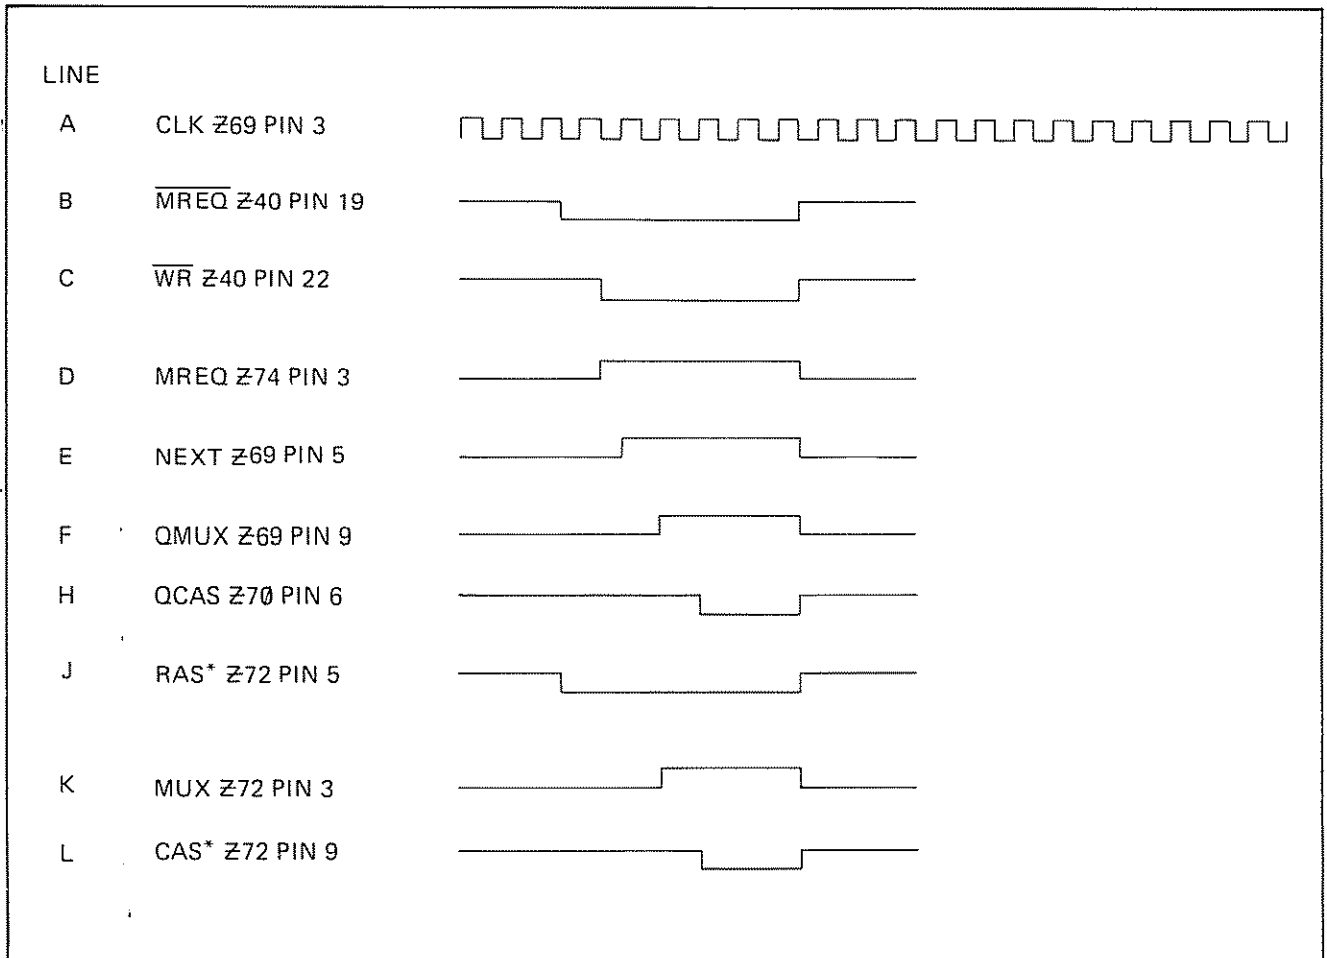 LINE
A CLK Z69 PIN 3
B M̅R̅E̅Q̅ Z40 PIN 19
C W̅R̅ Z40 PIN 22
D MREQ Z74 PIN 3
E NEXT Z69 PIN 5
F QMUX Z69 PIN 9
H QCAS Z70 PIN 6
J RAS* Z72 PIN 5
K MUX Z72 PIN 3
L CAS* Z72 PIN 9